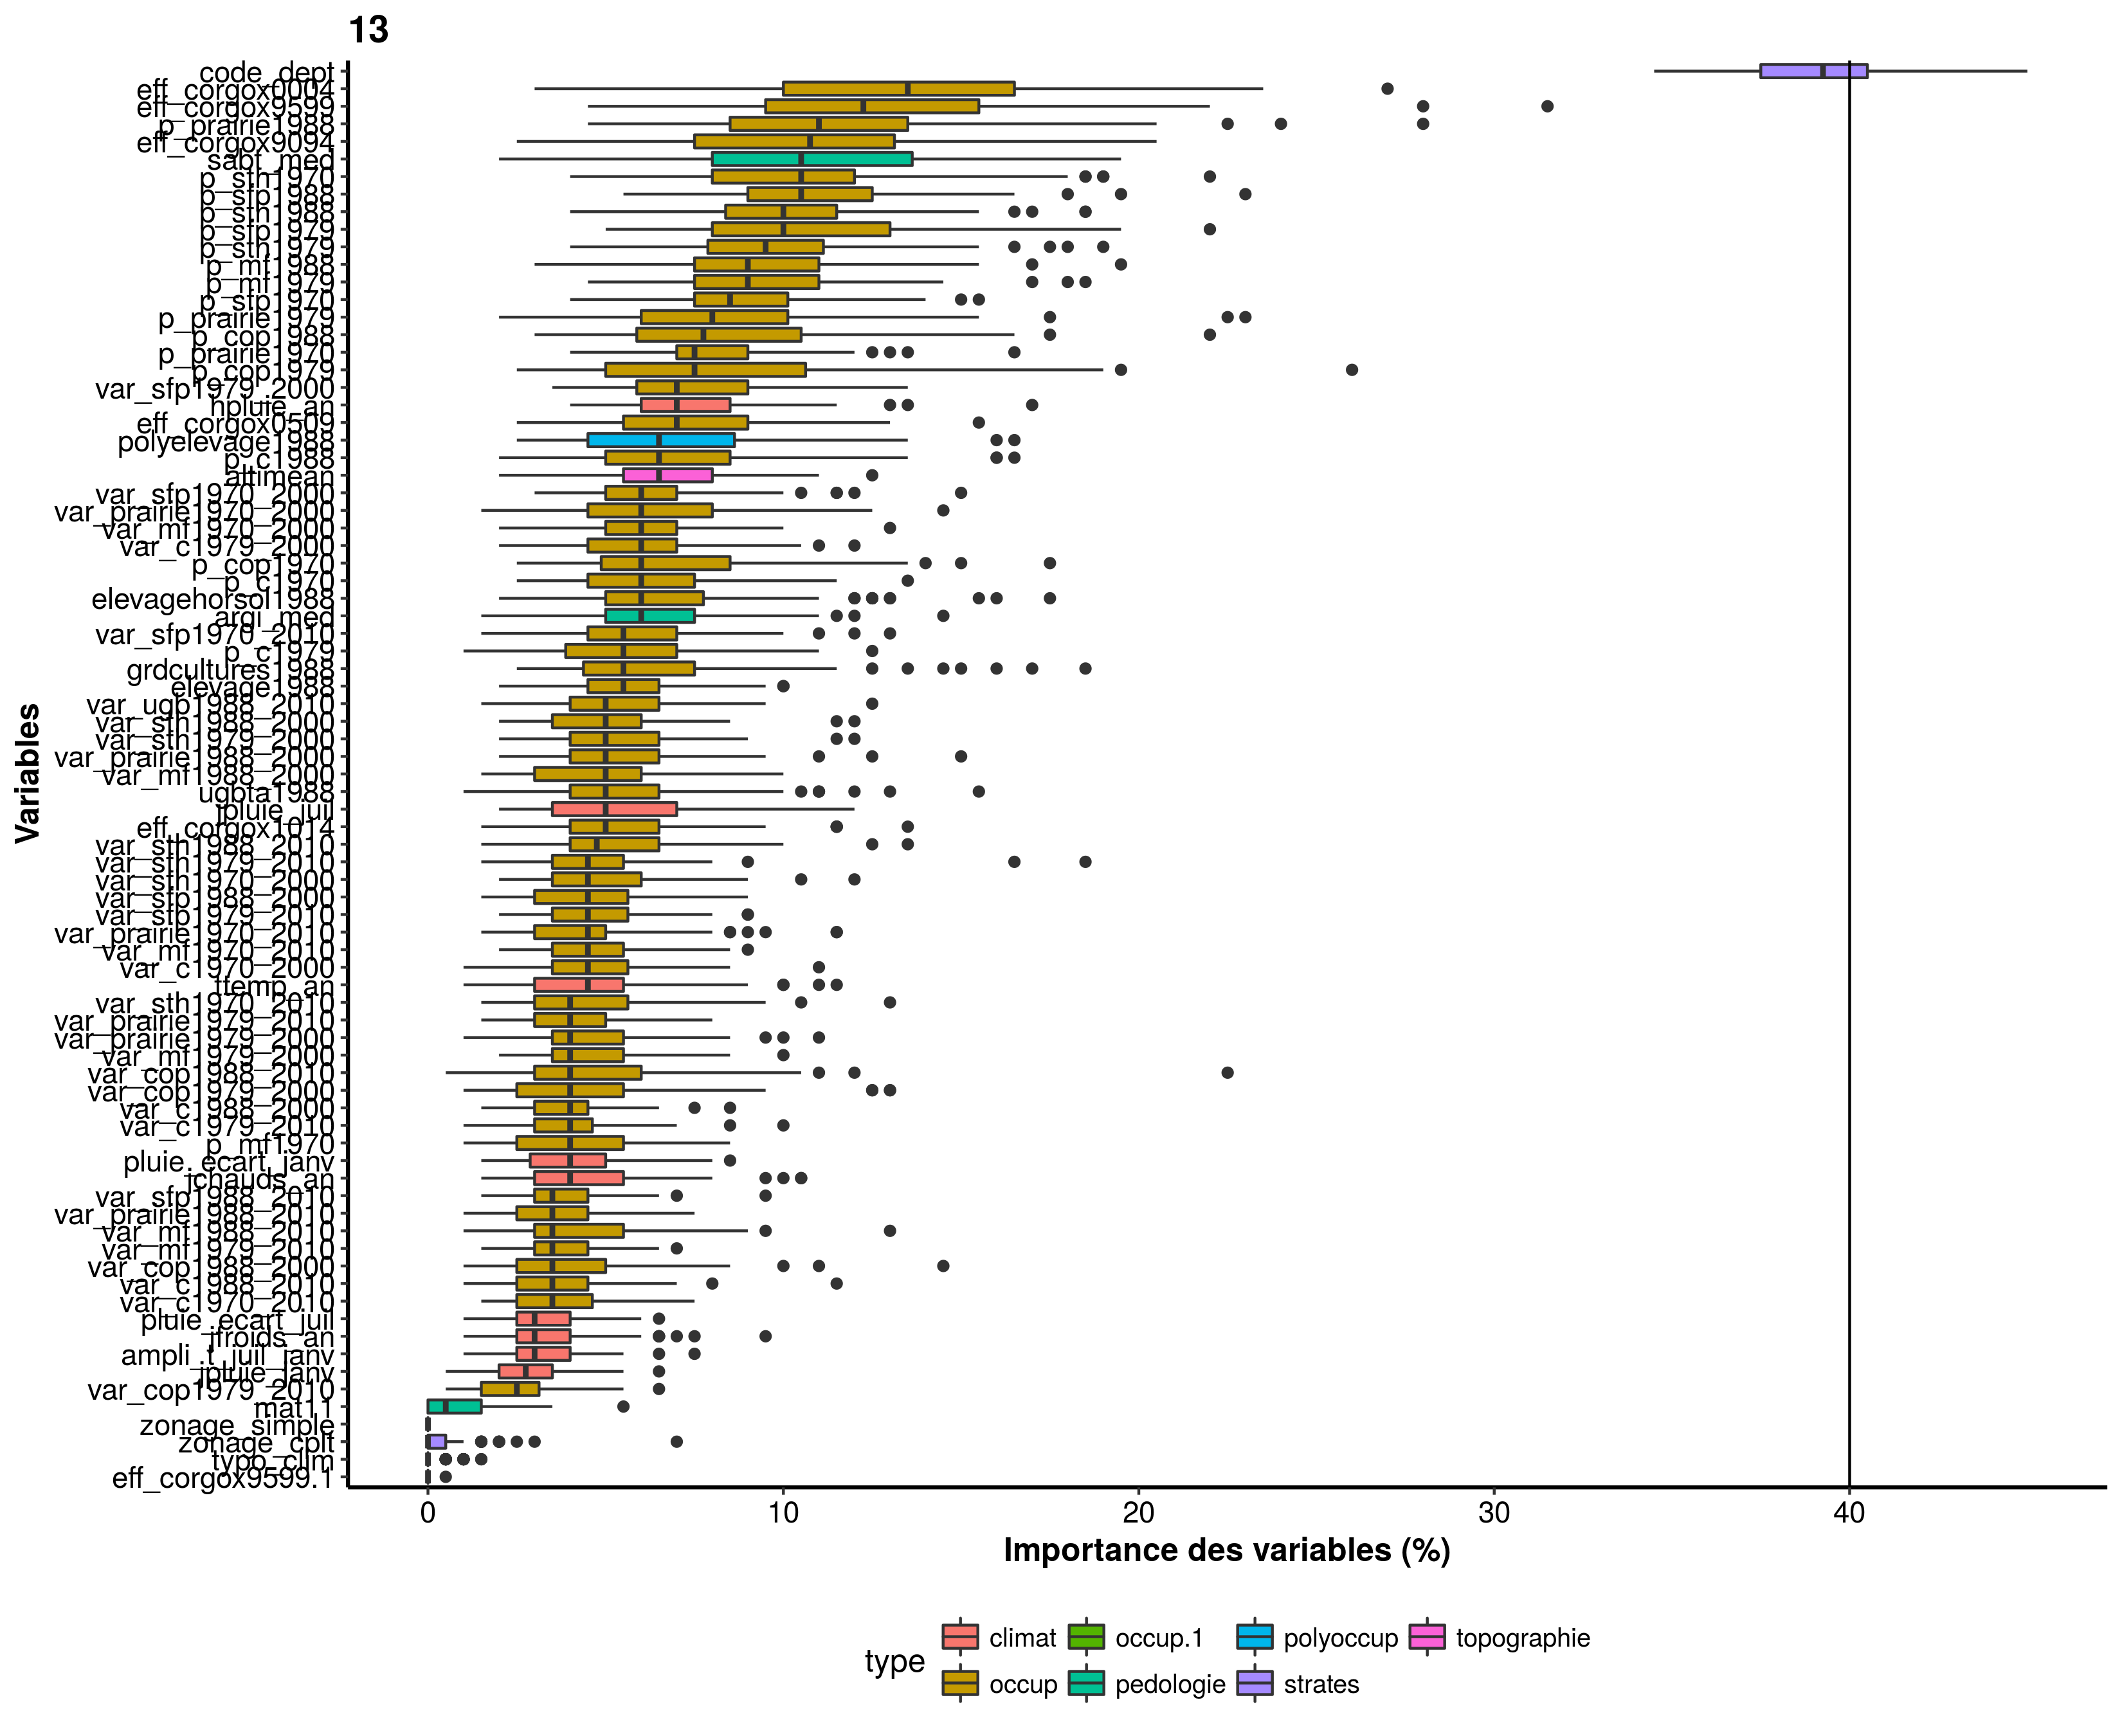 13
code_dept
eff_corgox0004
eff_corgox9599
p_prairie1988
eff_corgox9094
sabt_med
p_sth1970
p_sfp1988
p_sth1988
p_sfp1979
p_sth1979
p_mf1988
p_mf1979
p_sfp1970
p_prairie1979
p_cop1988
p_prairie1970
p_cop1979
var_sfp1979_2000
hpluie_an
eff_corgox0509
polyelevage1988
p_c1988
altimean
var_sfp1970_2000
var_prairie1970_2000
var_mf1970_2000
var_c1979_2000
p_cop1970
p_c1970
elevagehorsol1988
argi_med
var_sfp1970_2010
p_c1979
grdcultures1988
elevage1988
var_ugb1988_2010
var_sth1988_2000
var_sth1979_2000
var_prairie1988_2000
var_mf1988_2000
ugbta1988
jpluie_juil
eff_corgox1014
var_sth1988_2010
var_sth1979_2010
var_sth1970_2000
var_sfp1988_2000
var_sfp1979_2010
var_prairie1970_2010
var_mf1970_2010
var_c1970_2000
ttemp_an
var_sth1970_2010
var_prairie1979_2010
var_prairie1979_2000
var_mf1979_2000
var_cop1988_2010
var_cop1979_2000
var_c1988_2000
var_c1979_2010
p_mf1970
pluie_ecart_janv
jchauds_an
var_sfp1988_2010
var_prairie1988_2010
var_mf1988_2010
var_mf1979_2010
var_cop1988_2000
var_c1988_2010
var_c1970_2010
pluie_ecart_juil
jfroids_an
ampli_t_juil_janv
jpluie_janv
var_cop1979_2010
mat11
zonage_simple
zonage_cplt
typo_clim
eff_corgox9599.1
Variables
0 10 20 30 40
Importance des variables (%)
type
climat occup.1 polyoccup topographie
occup pedologie strates